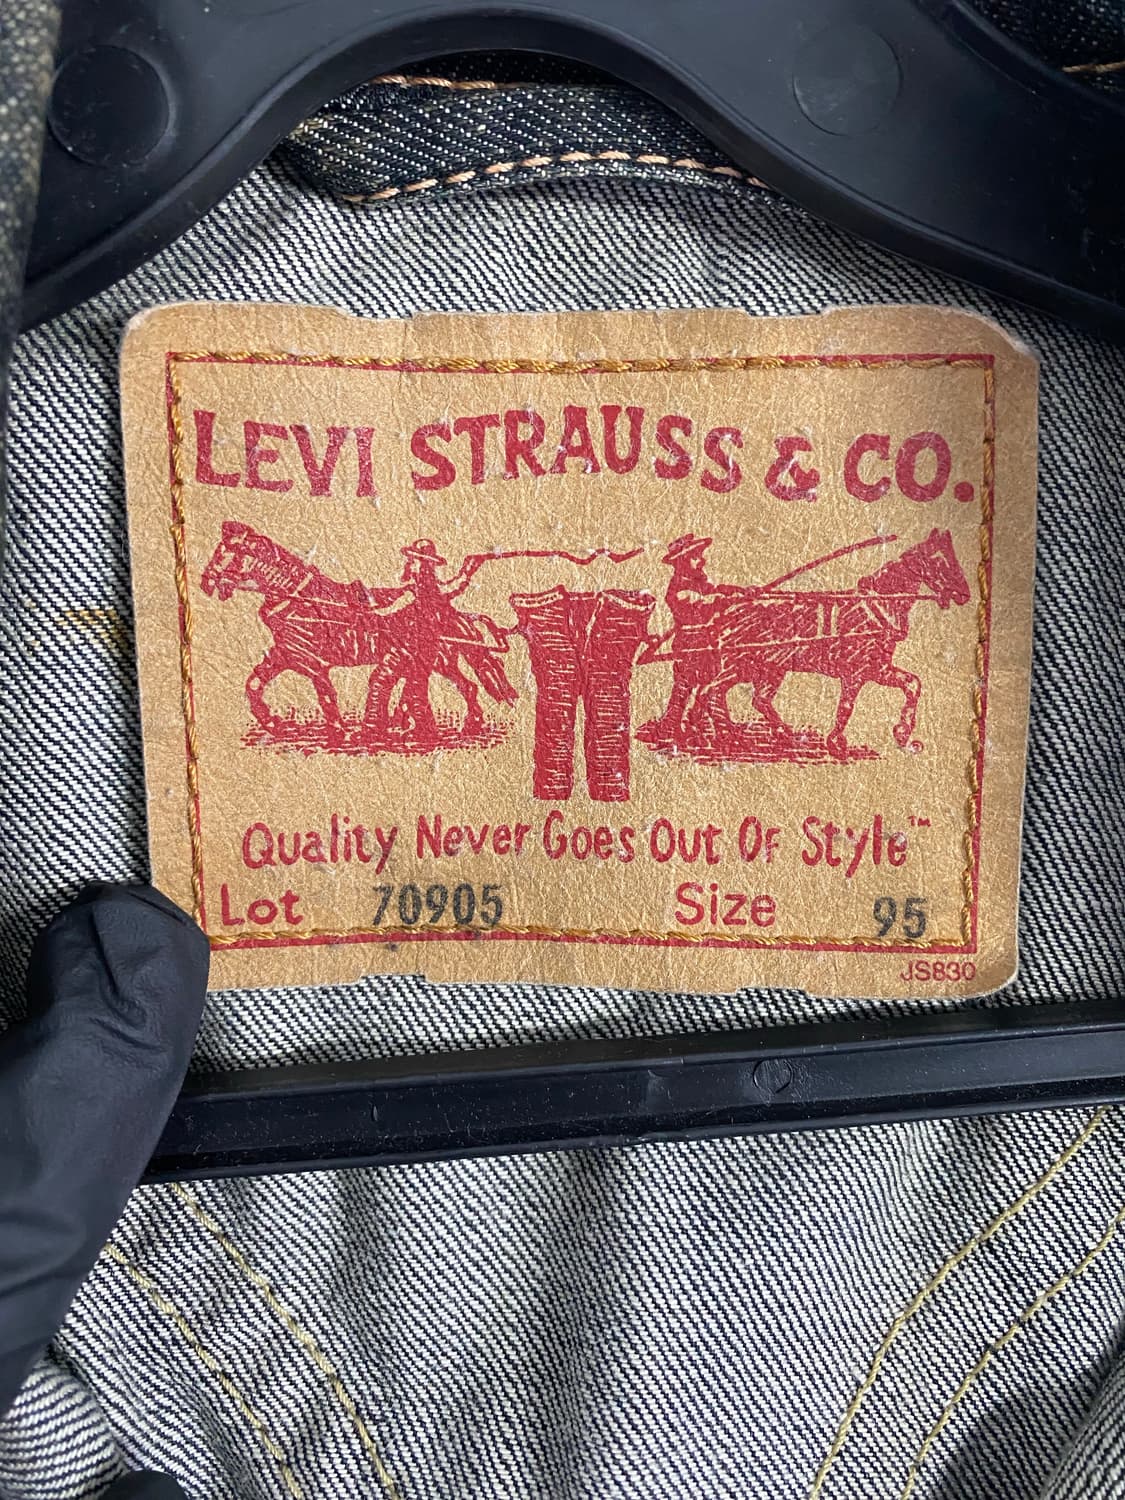 LEVI STRAUSS & CO.
Quality Never Goes Out Of Style™
Lot 70905 Size 95
JS830